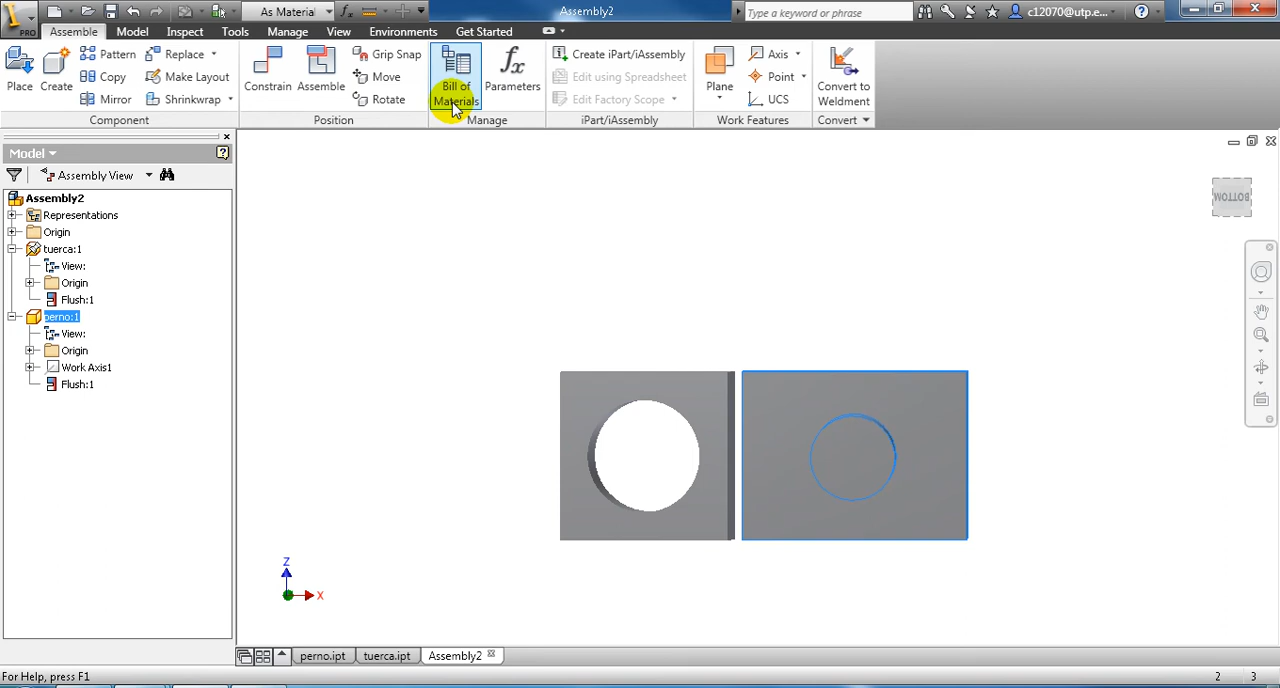 PRO
As Material
Assembly2
Type a keyword or phrase
c12070@utp.e...
Assemble Model Inspect Tools Manage View Environments Get Started
Place
Create
Pattern
Copy
Mirror
Replace
Make Layout
Shrinkwrap
Component
Constrain
Assemble
Grip Snap
Move
Rotate
Position
Bill of
Materials
Parameters
Manage
Create iPart/iAssembly
Edit using Spreadsheet
Edit Factory Scope
iPart/iAssembly
Plane
Axis
Point
UCS
Work Features
Convert to
Weldment
Convert
Model
Assembly View
Assembly2
Representations
Origin
tuerca:1
View:
Origin
Flush:1
perno:1
View:
Origin
Work Axis1
Flush:1
BOTTOM
Z
X
perno.ipt tuerca.ipt Assembly2
For Help, press F1
2 3